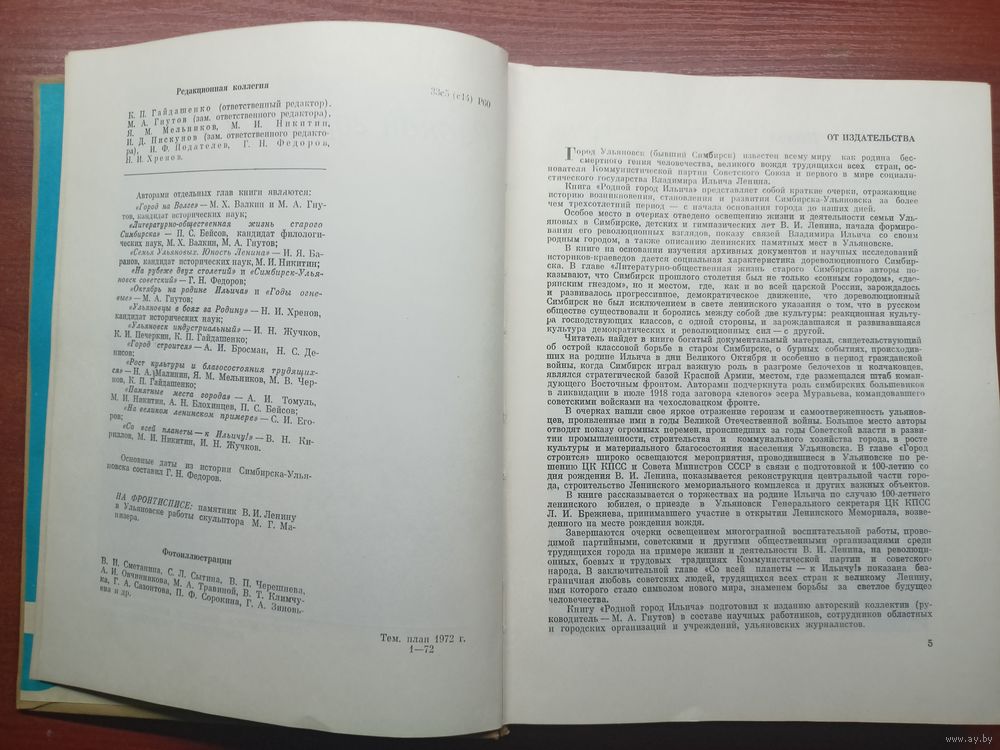 Редакционная коллегия
33с5 (с14) Р60
К. П. Гайдашенко (ответственный редактор),
М. А. Гнутов (зам. ответственного редактора),
Я. М. Мельников, М. И. Никитин,
И. Д. Пискунов (зам. ответственного редакто-
ра), И. Ф. Подателев, Г. Н. Федоров,
Н. И. Хренов.
Авторами отдельных глав книги являются:
«Город на Волге» — М. Х. Валкин и М. А. Гну-
тов, кандидат исторических наук;
«Литературно-общественная жизнь старого
Симбирска» — П. С. Бейсов, кандидат филологи-
ческих наук, М. Х. Валкин, М. А. Гнутов;
«Семья Ульяновых. Юность Ленина» — И. Я. Ба-
ранов, кандидат исторических наук, М. И. Никитин;
«На рубеже двух столетий» и «Симбирск-Улья-
новск советский» — Г. Н. Федоров;
«Октябрь на родине Ильича» и «Годы огне-
вые» — М. А. Гнутов;
«Ульяновцы в боях за Родину» — Н. И. Хренов,
кандидат исторических наук;
«Ульяновск индустриальный» — И. Н. Жучков,
К. И. Печеркин, К. П. Гайдашенко;
«Город строится» — А. И. Бросман, Н. С. Де-
нисов;
«Рост культуры и благосостояния трудящих-
ся» — Н. А. Маликин, Я. М. Мельников, М. В. Чер-
нов, К. П. Гайдашенко;
«Памятные места города» — А. И. Томуль,
М. И. Никитин, А. Н. Блохинцев, П. С. Бейсов;
«На великом ленинском примере» — С. И. Его-
ров;
«Со всей планеты — к Ильичу!» — В. Н. Ки-
риллов, М. И. Никитин, И. Н. Жучков.
Основные даты из истории Симбирска-Улья-
новска составил Г. Н. Федоров.
НА ФРОНТИСПИСЕ: памятник В. И. Ленину
в Ульяновске работы скульптора М. Г. Ма-
низера.
Фотоиллюстрации
В. И. Сметанина, С. Л. Сытина, В. П. Черешнева,
А. И. Овчинникова, М. А. Травиной, В. Т. Климчу-
ка, Г. А. Савонтова, П. Ф. Сорокина, Г. А. Зиновь-
ева и др.
Тем. план 1972 г.
1—72
ОТ ИЗДАТЕЛЬСТВА
Город Ульяновск (бывший Симбирск) известен всему миру как родина бес-
смертного гения человечества, великого вождя трудящихся всех стран, ос-
нователя Коммунистической партии Советского Союза и первого в мире социали-
стического государства Владимира Ильича Ленина.
Книга «Родной город Ильича» представляет собой краткие очерки, отражающие
историю возникновения, становления и развития Симбирска-Ульяновска за более
чем трехсотлетний период — с начала основания города до наших дней.
Особое место в очерках отведено освещению жизни и деятельности семьи Уль-
яновых в Симбирске, детских и гимназических лет В. И. Ленина, начала формиро-
вания его революционных взглядов, показу связей Владимира Ильича со своим
родным городом, а также описанию ленинских памятных мест в Ульяновске.
В книге на основании изучения архивных документов и научных исследований
историков-краеведов дается социальная характеристика дореволюционного Симбир-
ска. В главе «Литературно-общественная жизнь старого Симбирска» авторы по-
казывают, что Симбирск прошлого столетия был не только «сонным городом», «дво-
рянским гнездом», но и местом, где, как и во всей царской России, зарождалось
и развивалось прогрессивное, демократическое движение, что дореволюционный
Симбирск не был исключением в свете ленинского указания о том, что в русском
обществе существовали и боролись между собой две культуры: реакционная культу-
ра господствующих классов, с одной стороны, и зарождавшаяся и развивавшаяся
культура демократических и революционных сил — с другой.
Читатель найдет в книге богатый документальный материал, свидетельствующий
об острой классовой борьбе в старом Симбирске, о бурных событиях, происходив-
ших на родине Ильича в дни Великого Октября и особенно в период гражданской
войны, когда Симбирск играл важную роль в разгроме белочехов и колчаковцев,
являлся стратегической базой Красной Армии, местом, где размещался штаб коман-
дующего Восточным фронтом. Авторами подчеркнута роль симбирских большевиков
в ликвидации в июле 1918 года заговора «левого» эсера Муравьева, командовавшего
советскими войсками на чехословацком фронте.
В очерках нашли свое яркое отражение героизм и самоотверженность ульянов-
цев, проявленные ими в годы Великой Отечественной войны. Большое место авторы
отводят показу огромных перемен, происшедших за годы Советской власти в разви-
тии промышленности, строительства и коммунального хозяйства города, в росте
культуры и материального благосостояния населения Ульяновска. В главе «Город
строится» широко освещаются мероприятия, проводившиеся в Ульяновске по ре-
шению ЦК КПСС и Совета Министров СССР в связи с подготовкой к 100-летию со
дня рождения В. И. Ленина, показывается реконструкция центральной части горо-
да, строительство Ленинского мемориального комплекса и других важных объектов.
В книге рассказывается о торжествах на родине Ильича по случаю 100-летнего
ленинского юбилея, о приезде в Ульяновск Генерального секретаря ЦК КПСС
Л. И. Брежнева, принимавшего участие в открытии Ленинского Мемориала, возве-
денного на месте рождения вождя.
Завершаются очерки освещением многогранной воспитательной работы, прово-
димой партийными, советскими и другими общественными организациями среди
трудящихся города на примере жизни и деятельности В. И. Ленина, на революци-
онных, боевых и трудовых традициях Коммунистической партии и советского
народа. В заключительной главе «Со всей планеты — к Ильичу!» показана без-
граничная любовь советских людей, трудящихся всех стран к великому Ленину,
имя которого стало символом нового мира, знаменем борьбы за светлое будущее
человечества.
Книгу «Родной город Ильича» подготовил к изданию авторский коллектив (ру-
ководитель — М. А. Гнутов) в составе научных работников, сотрудников областных
и городских организаций и учреждений, ульяновских журналистов.
5
www.ay.by